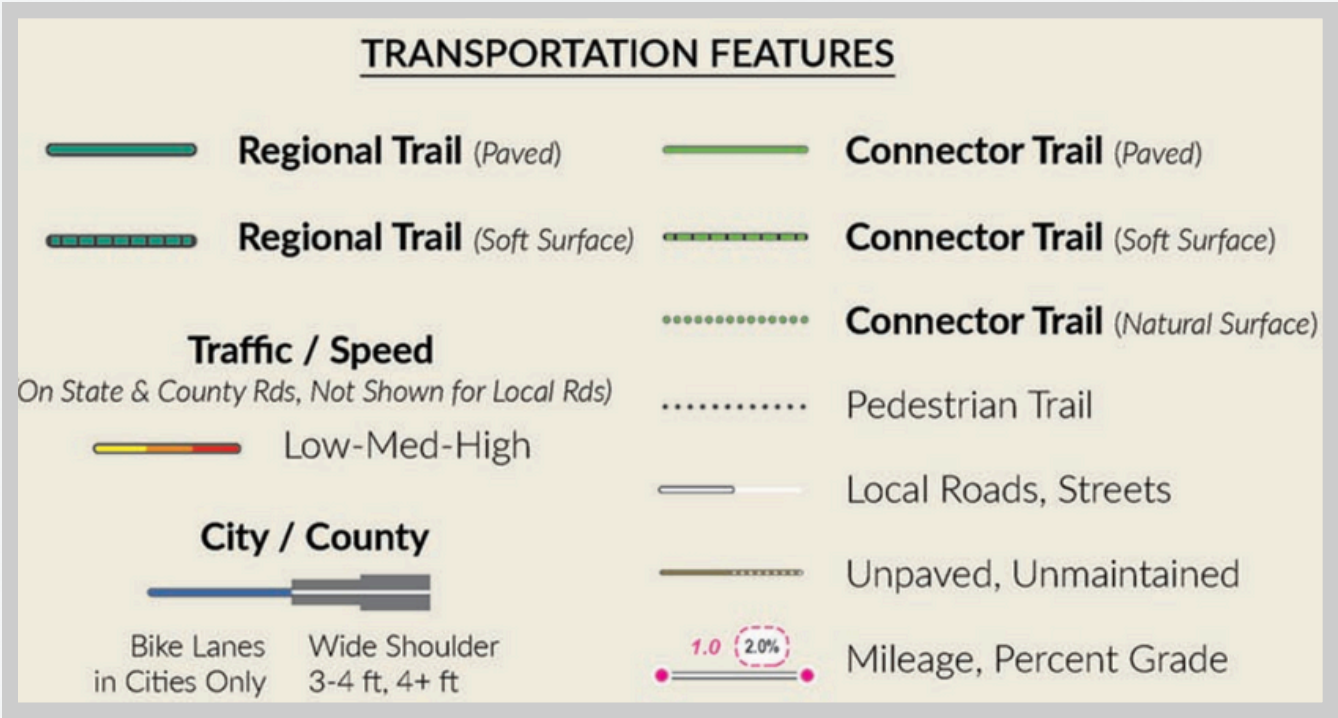 TRANSPORTATION FEATURES
Regional Trail (Paved)
Regional Trail (Soft Surface)
Traffic / Speed
On State & County Rds, Not Shown for Local Rds)
Low-Med-High
City / County
Bike Lanes
in Cities Only
Wide Shoulder
3-4 ft, 4+ ft
Connector Trail (Paved)
Connector Trail (Soft Surface)
Connector Trail (Natural Surface)
Pedestrian Trail
Local Roads, Streets
Unpaved, Unmaintained
1.0 2.0%
Mileage, Percent Grade